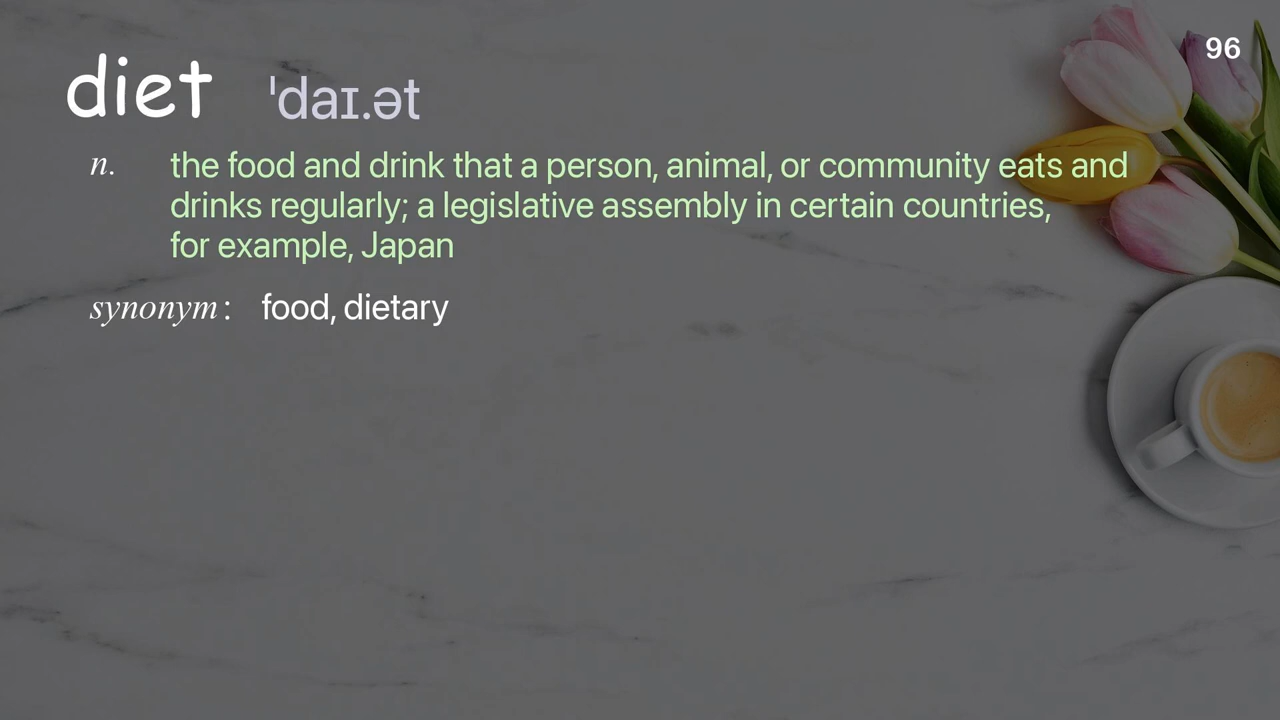 96
diet ˈdaɪ.ət
n. the food and drink that a person, animal, or community eats and
drinks regularly; a legislative assembly in certain countries,
for example, Japan
synonym: food, dietary